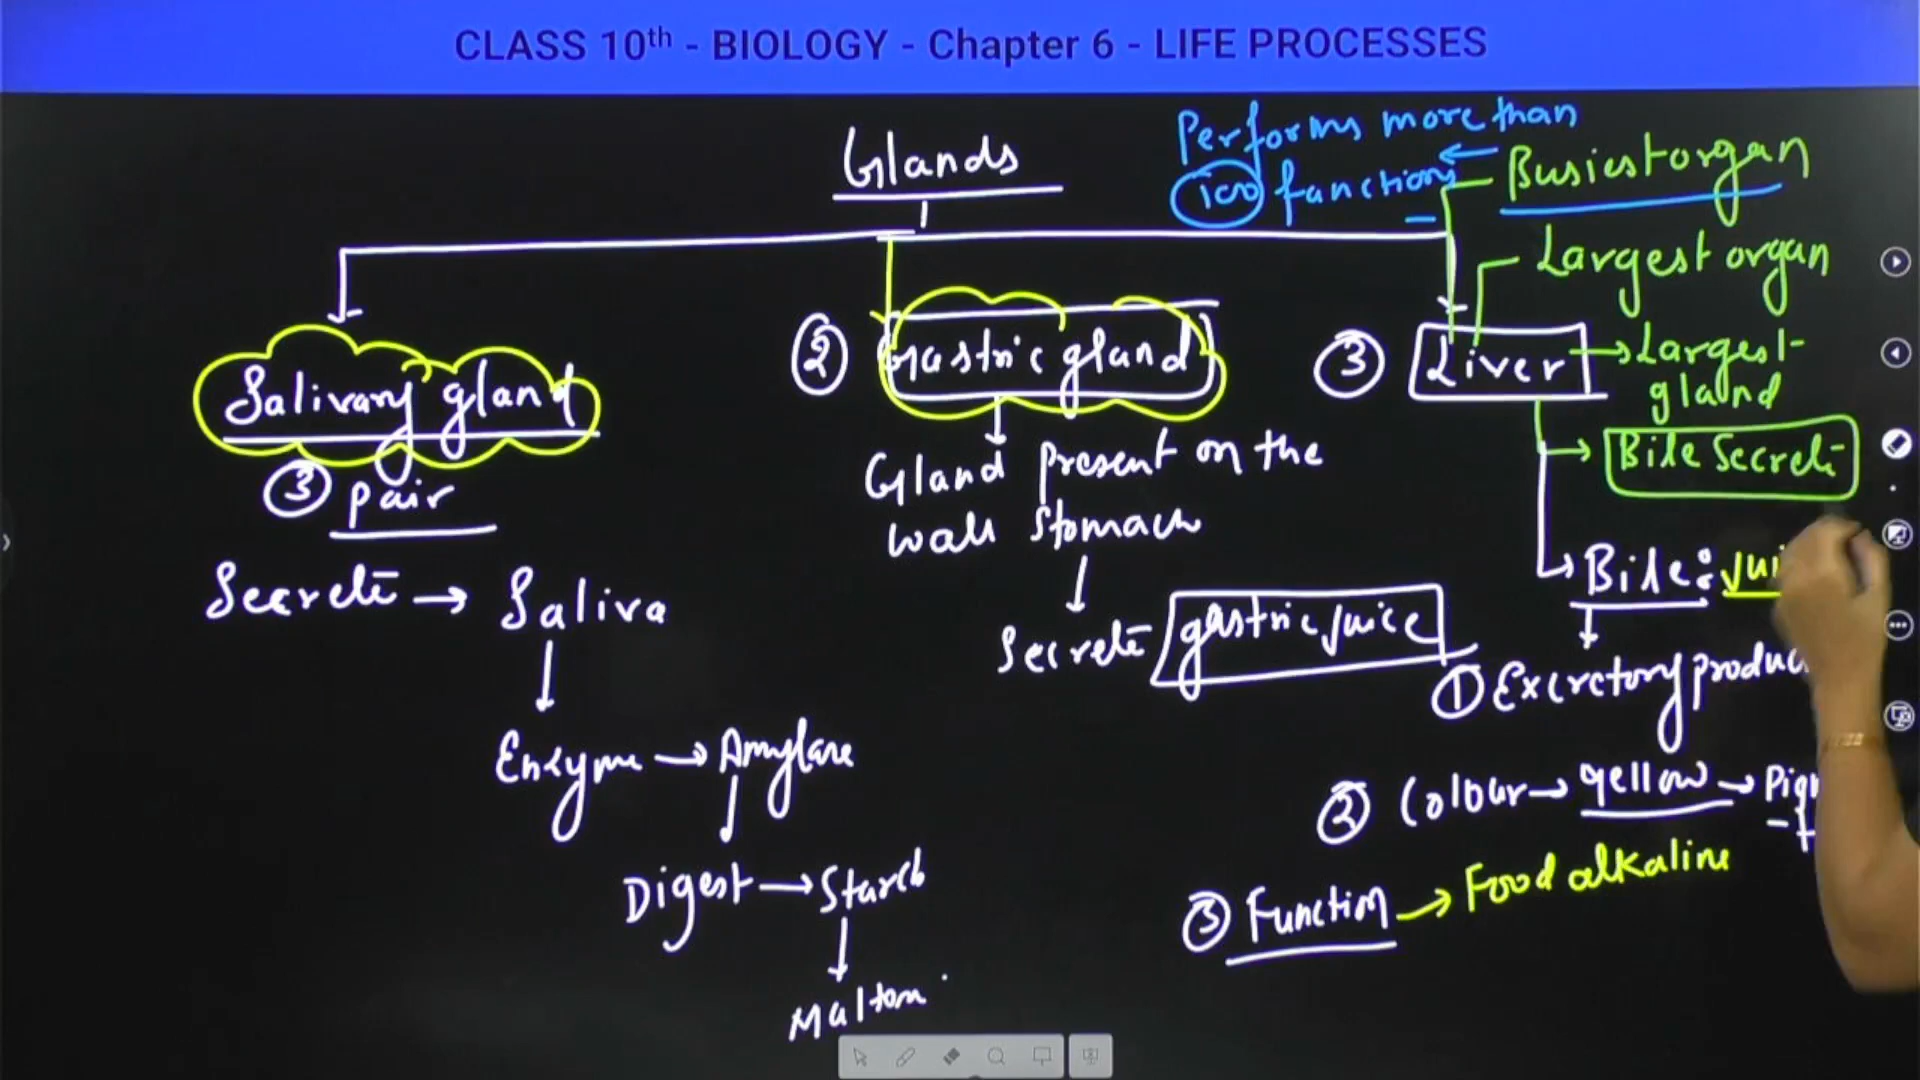 CLASS 10th - BIOLOGY - Chapter 6 - LIFE PROCESSES
Glands
Performs more than
100 functions
Busiest organ
Largest organ
Salivary gland
③ pair
Secrete → Saliva
Enzyme → Amylase
Digest → Starch
② Gastric gland
Gland present on the
wall stomach
Secrete gastric juice
③ Liver → Largest
gland
→ Bile Secrete
→ Bile:
① Excretory
② Colour → yellow →
③ Function → Food alkaline